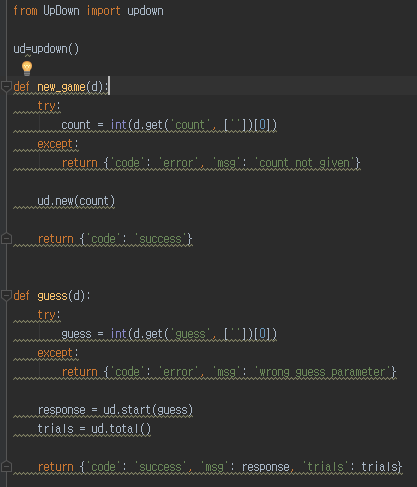 from UpDown import updown
ud=updown()
def new_game(d):
    try:
        count = int(d.get('count', [''])[0])
    except:
        return {'code': 'error', 'msg': 'count not given'}
    ud.new(count)
    return {'code': 'success'}
def guess(d):
    try:
        guess = int(d.get('guess', [''])[0])
    except:
        return {'code': 'error', 'msg': 'wrong guess parameter'}
    response = ud.start(guess)
    trials = ud.total()
    return {'code': 'success', 'msg': response, 'trials': trials}